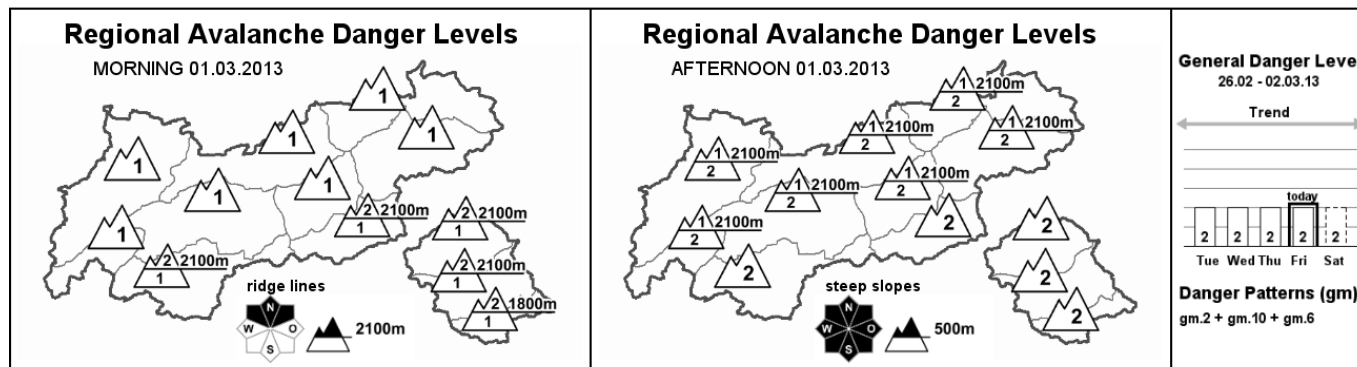 Regional Avalanche Danger Levels
MORNING 01.03.2013
1
1
1
1
1
1
1
1
2 2100m
1
2 2100m
1
2 2100m
1
2 2100m
1
2 1800m
1
ridge lines
N
W O
S
2100m
Regional Avalanche Danger Levels
AFTERNOON 01.03.2013
1 2100m
2
1 2100m
2
1 2100m
2
1 2100m
2
1 2100m
2
1 2100m
2
1 2100m
2
2
2
2
2
2
steep slopes
N
W O
S
500m
General Danger Leve
26.02 - 02.03.13
Trend
today
2 2 2 2 2
Tue Wed Thu Fri Sat
Danger Patterns (gm)
gm.2 + gm.10 + gm.6